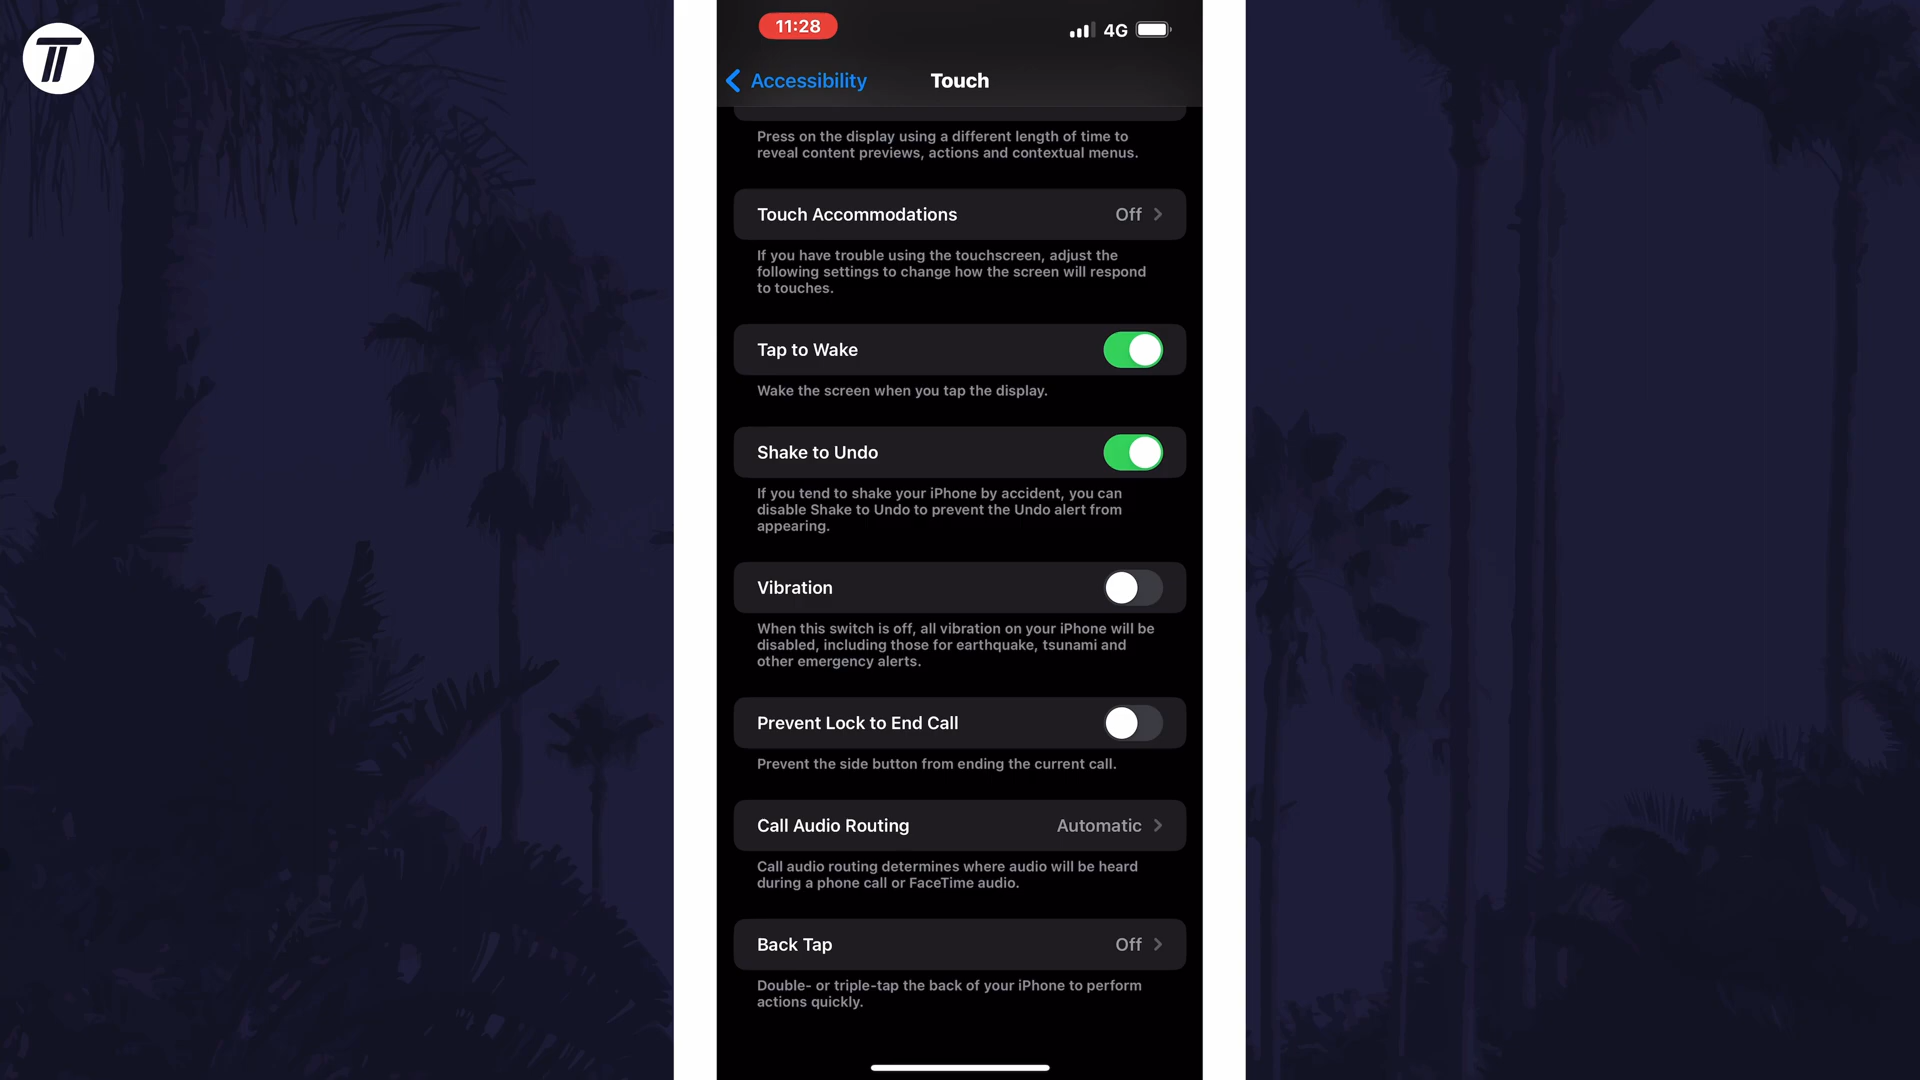 11:28
4G
Accessibility
Touch
Press on the display using a different length of time to
reveal content previews, actions and contextual menus.
Touch Accommodations
Off
If you have trouble using the touchscreen, adjust the
following settings to change how the screen will respond
to touches.
Tap to Wake
Wake the screen when you tap the display.
Shake to Undo
If you tend to shake your iPhone by accident, you can
disable Shake to Undo to prevent the Undo alert from
appearing.
Vibration
When this switch is off, all vibration on your iPhone will be
disabled, including those for earthquake, tsunami and
other emergency alerts.
Prevent Lock to End Call
Prevent the side button from ending the current call.
Call Audio Routing
Automatic
Call audio routing determines where audio will be heard
during a phone call or FaceTime audio.
Back Tap
Off
Double- or triple-tap the back of your iPhone to perform
actions quickly.